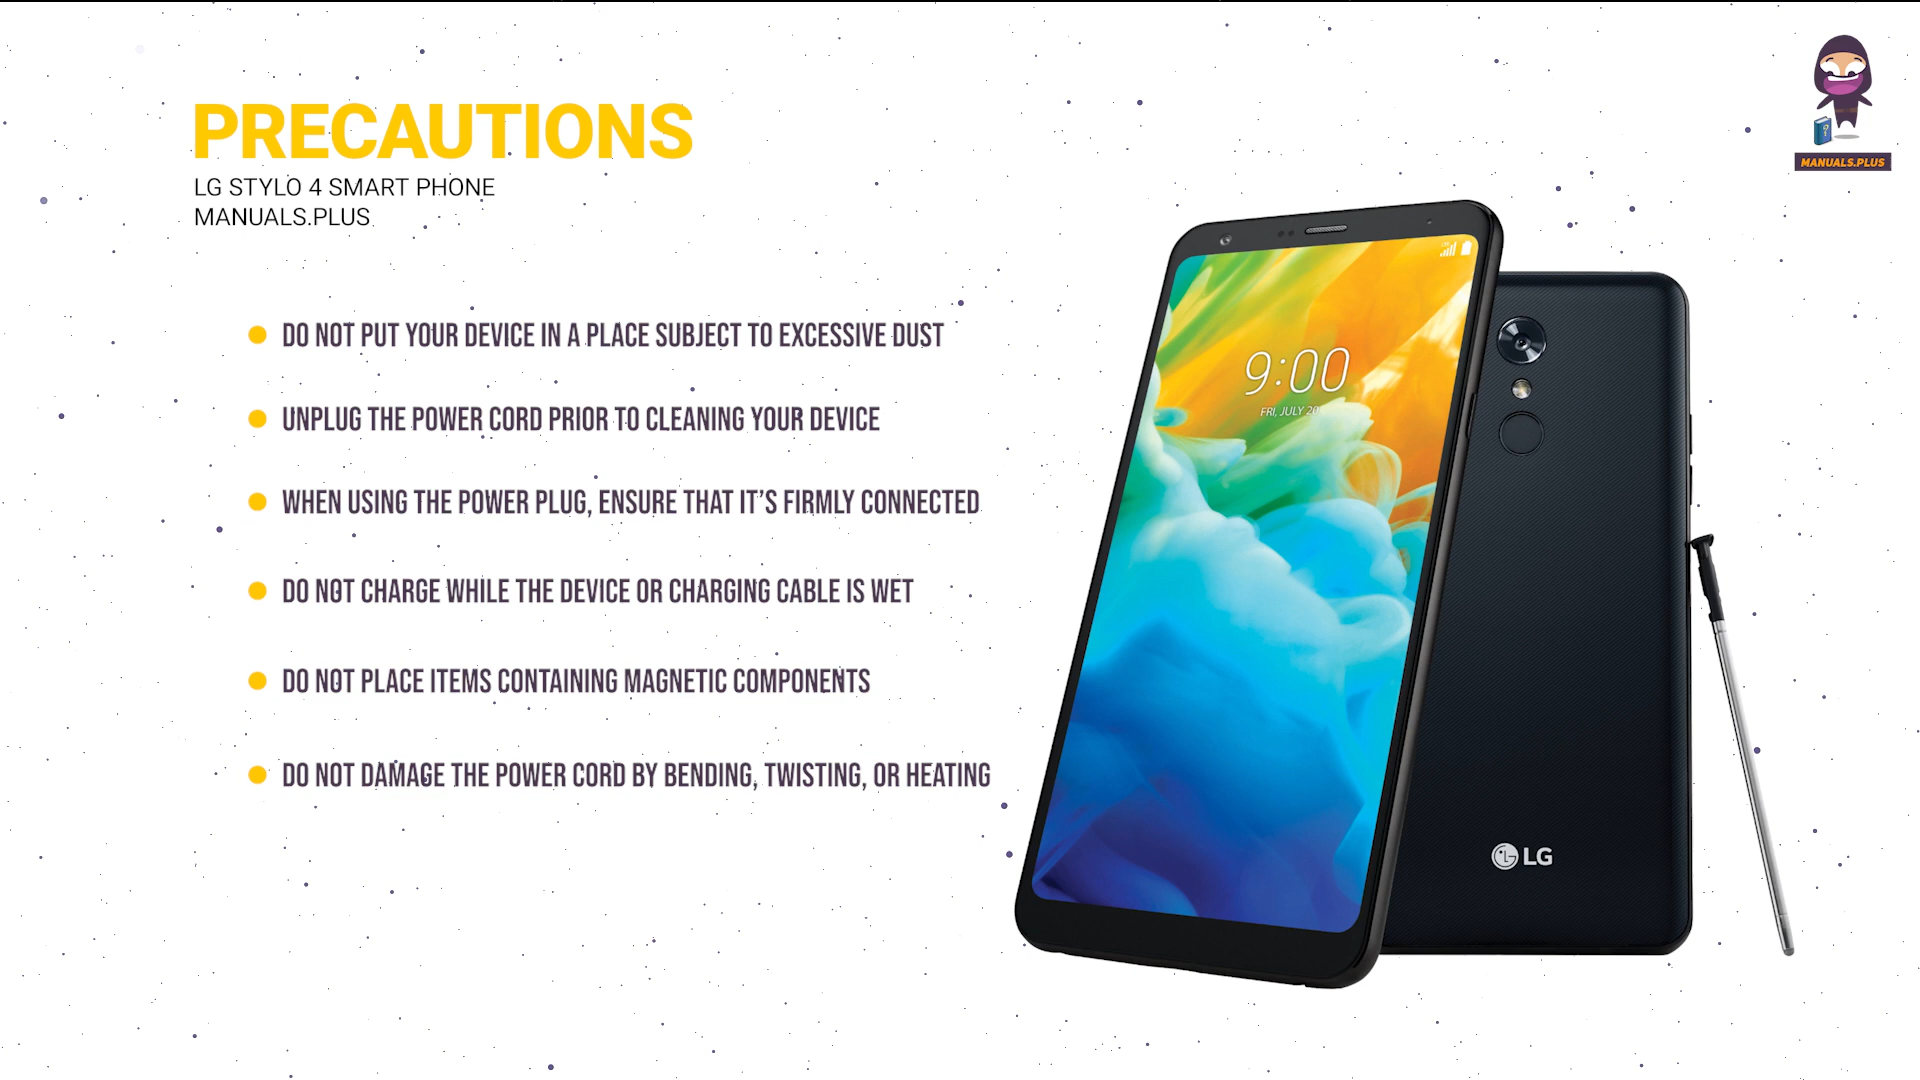 PRECAUTIONS
LG STYLO 4 SMART PHONE
MANUALS.PLUS
DO NOT PUT YOUR DEVICE IN A PLACE SUBJECT TO EXCESSIVE DUST
UNPLUG THE POWER CORD PRIOR TO CLEANING YOUR DEVICE
WHEN USING THE POWER PLUG, ENSURE THAT IT’S FIRMLY CONNECTED
DO NOT CHARGE WHILE THE DEVICE OR CHARGING CABLE IS WET
DO NOT PLACE ITEMS CONTAINING MAGNETIC COMPONENTS
DO NOT DAMAGE THE POWER CORD BY BENDING, TWISTING, OR HEATING
MANUALS.PLUS
9:00
FRI, JULY 20
LG